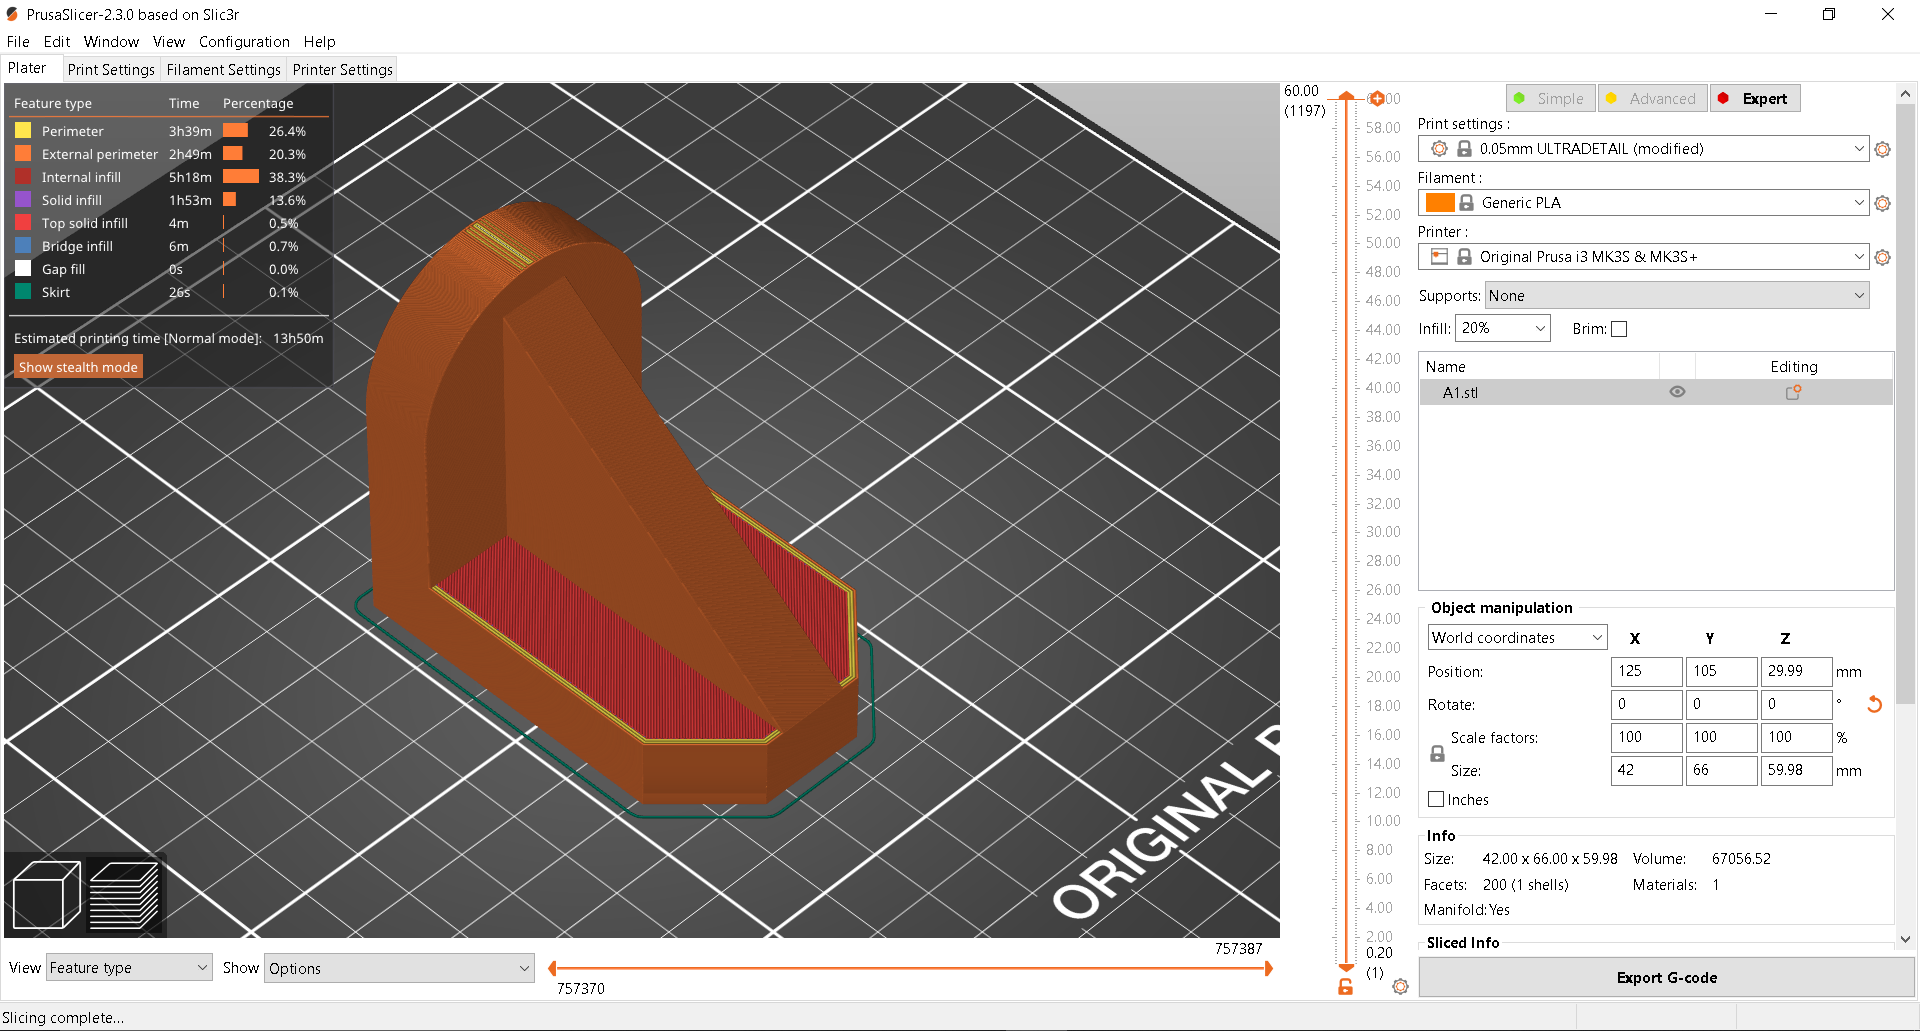 PrusaSlicer-2.3.0 based on Slic3r
File Edit Window View Configuration Help
Plater Print Settings Filament Settings Printer Settings
Feature type Time Percentage
Perimeter 3h39m 26.4%
External perimeter 2h49m 20.3%
Internal infill 5h18m 38.3%
Solid infill 1h53m 13.6%
Top solid infill 4m 0.5%
Bridge infill 6m 0.7%
Gap fill 0s 0.0%
Skirt 26s 0.1%
Estimated printing time [Normal mode]: 13h50m
Show stealth mode
ORIGINAL
View Feature type Show Options
757387
757370
60.00
(1197)
58.00
56.00
54.00
52.00
50.00
48.00
46.00
44.00
42.00
40.00
38.00
36.00
34.00
32.00
30.00
28.00
26.00
24.00
22.00
20.00
18.00
16.00
14.00
12.00
10.00
8.00
6.00
4.00
2.00
0.20
(1)
Simple Advanced Expert
Print settings :
0.05mm ULTRADETAIL (modified)
Filament :
Generic PLA
Printer :
Original Prusa i3 MK3S & MK3S+
Supports: None
Infill: 20% Brim:
Name Editing
A1.stl
Object manipulation
World coordinates X Y Z
Position: 125 105 29.99 mm
Rotate: 0 0 0 °
Scale factors: 100 100 100 %
Size: 42 66 59.98 mm
Inches
Info
Size: 42.00 x 66.00 x 59.98 Volume: 67056.52
Facets: 200 (1 shells) Materials: 1
Manifold: Yes
Sliced Info
Export G-code
Slicing complete...